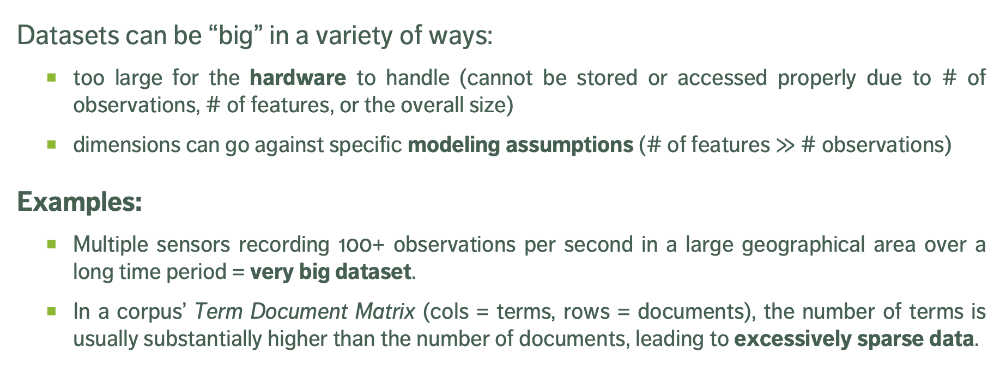 Datasets can be “big” in a variety of ways:
too large for the hardware to handle (cannot be stored or accessed properly due to # of
observations, # of features, or the overall size)
dimensions can go against specific modeling assumptions (# of features ≫ # observations)
Examples:
Multiple sensors recording 100+ observations per second in a large geographical area over a
long time period = very big dataset.
In a corpus’ Term Document Matrix (cols = terms, rows = documents), the number of terms is
usually substantially higher than the number of documents, leading to excessively sparse data.